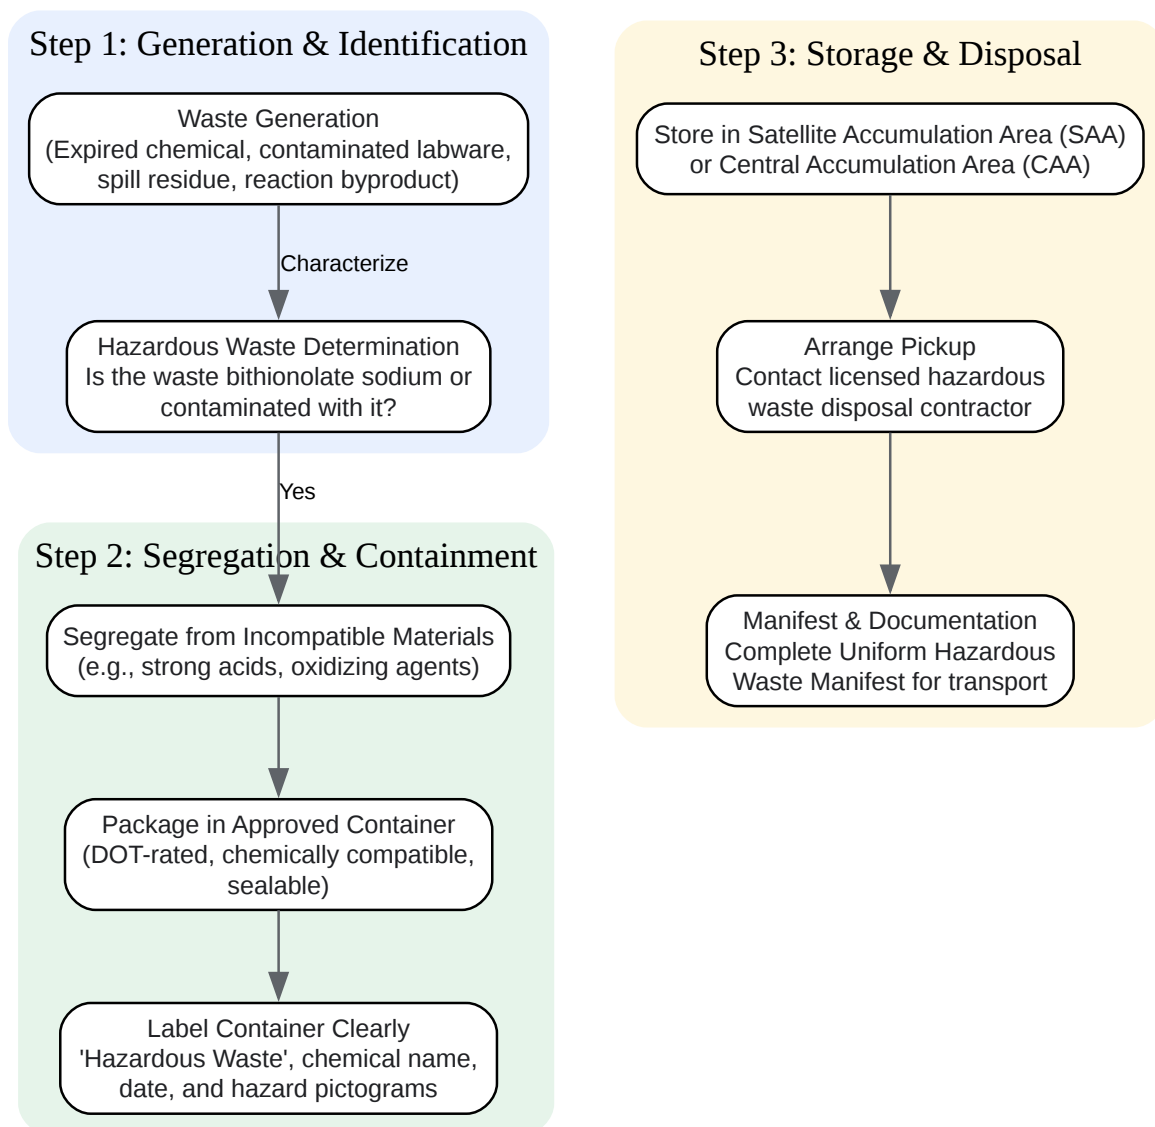 Step 1: Generation & Identification
Waste Generation
(Expired chemical, contaminated labware,
spill residue, reaction byproduct)
Characterize
Hazardous Waste Determination
Is the waste bithionolate sodium or
contaminated with it?
Yes
Step 2: Segregation & Containment
Segregate from Incompatible Materials
(e.g., strong acids, oxidizing agents)
Package in Approved Container
(DOT-rated, chemically compatible,
sealable)
Label Container Clearly
'Hazardous Waste', chemical name,
date, and hazard pictograms
Step 3: Storage & Disposal
Store in Satellite Accumulation Area (SAA)
or Central Accumulation Area (CAA)
Arrange Pickup
Contact licensed hazardous
waste disposal contractor
Manifest & Documentation
Complete Uniform Hazardous
Waste Manifest for transport